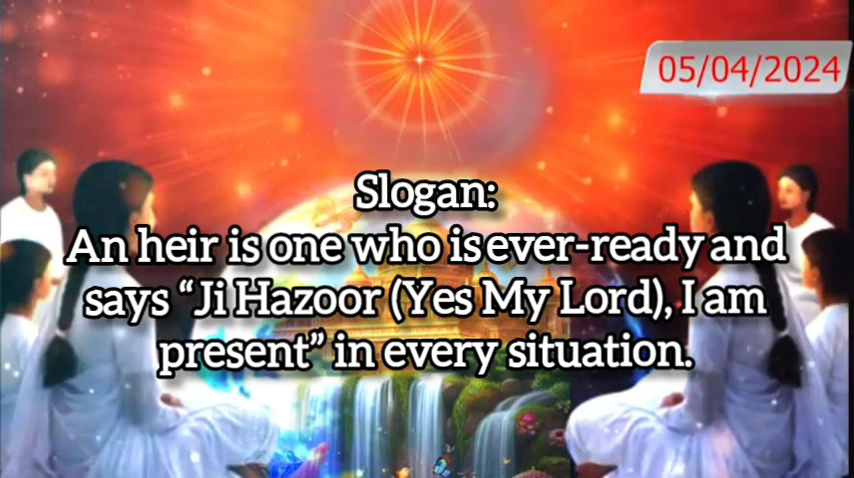 05/04/2024
Slogan:
An heir is one who is ever-ready and
says “Ji Hazoor (Yes My Lord), I am
present” in every situation.